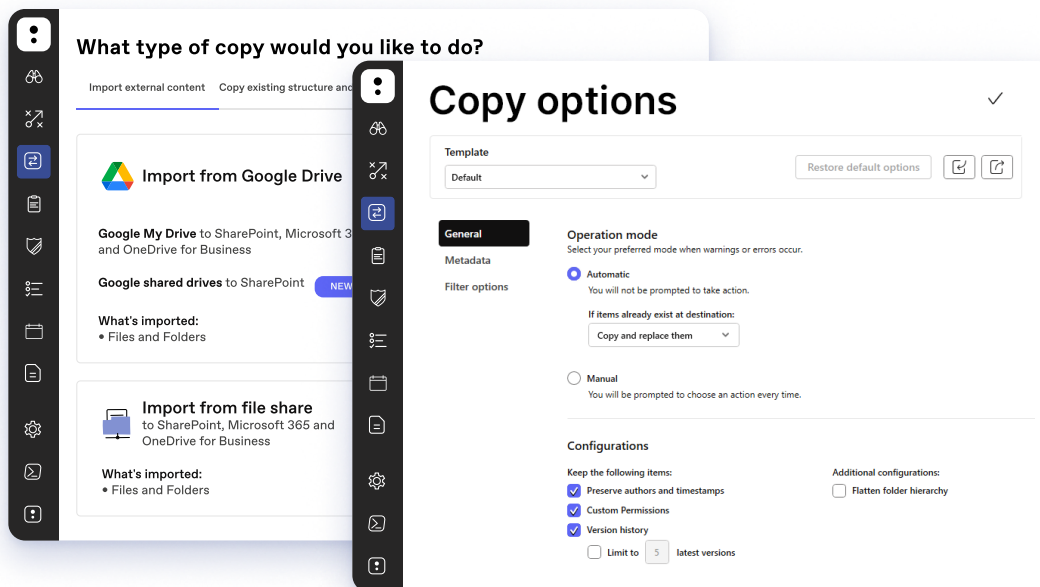 What type of copy would you like to do?
Import external content
Copy existing structure and
Import from Google Drive
Google My Drive to SharePoint, Microsoft 3
and OneDrive for Business
Google shared drives to SharePoint
NEW
What's imported:
• Files and Folders
Import from file share
to SharePoint, Microsoft 365 and
OneDrive for Business
What's imported:
• Files and Folders
Copy options
Template
Default
Restore default options
General
Metadata
Filter options
Operation mode
Select your preferred mode when warnings or errors occur.
Automatic
You will not be prompted to take action.
If items already exist at destination:
Copy and replace them
Manual
You will be prompted to choose an action every time.
Configurations
Keep the following items:
Preserve authors and timestamps
Custom Permissions
Version history
Limit to 5 latest versions
Additional configurations:
Flatten folder hierarchy